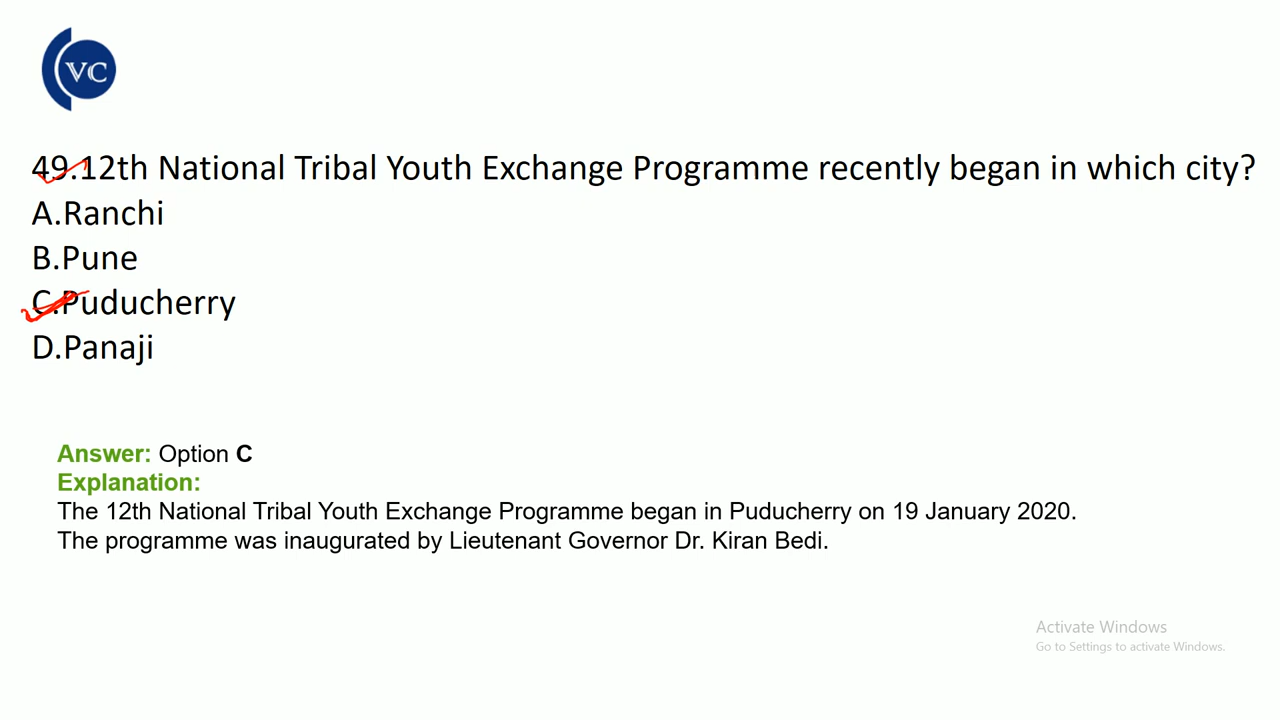 VC
49.12th National Tribal Youth Exchange Programme recently began in which city?
A.Ranchi
B.Pune
C.Puducherry
D.Panaji
Answer: Option C
Explanation:
The 12th National Tribal Youth Exchange Programme began in Puducherry on 19 January 2020.
The programme was inaugurated by Lieutenant Governor Dr. Kiran Bedi.
Activate Windows
Go to Settings to activate Windows.